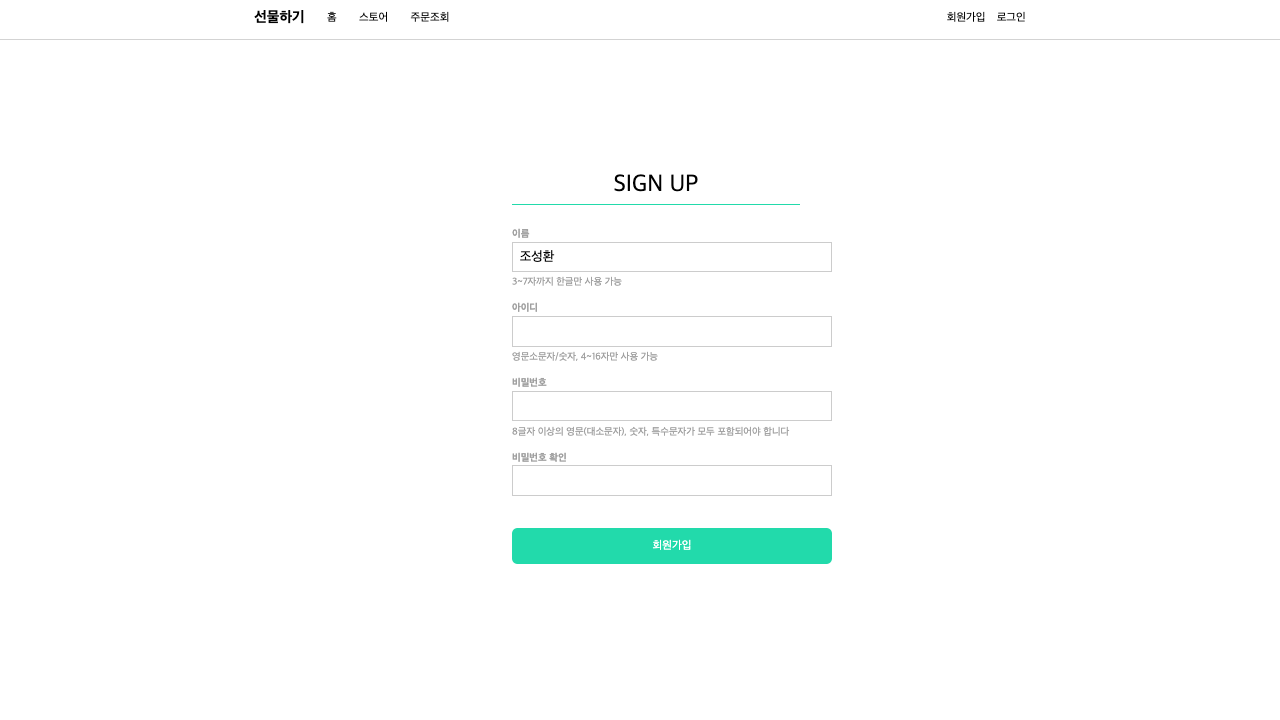 선물하기 홈 스토어 주문조회 회원가입 로그인
SIGN UP
이름
조성환
3~7자까지 한글만 사용 가능
아이디
영문소문자/숫자, 4~16자만 사용 가능
비밀번호
8글자 이상의 영문(대소문자), 숫자, 특수문자가 모두 포함되어야 합니다
비밀번호 확인
회원가입